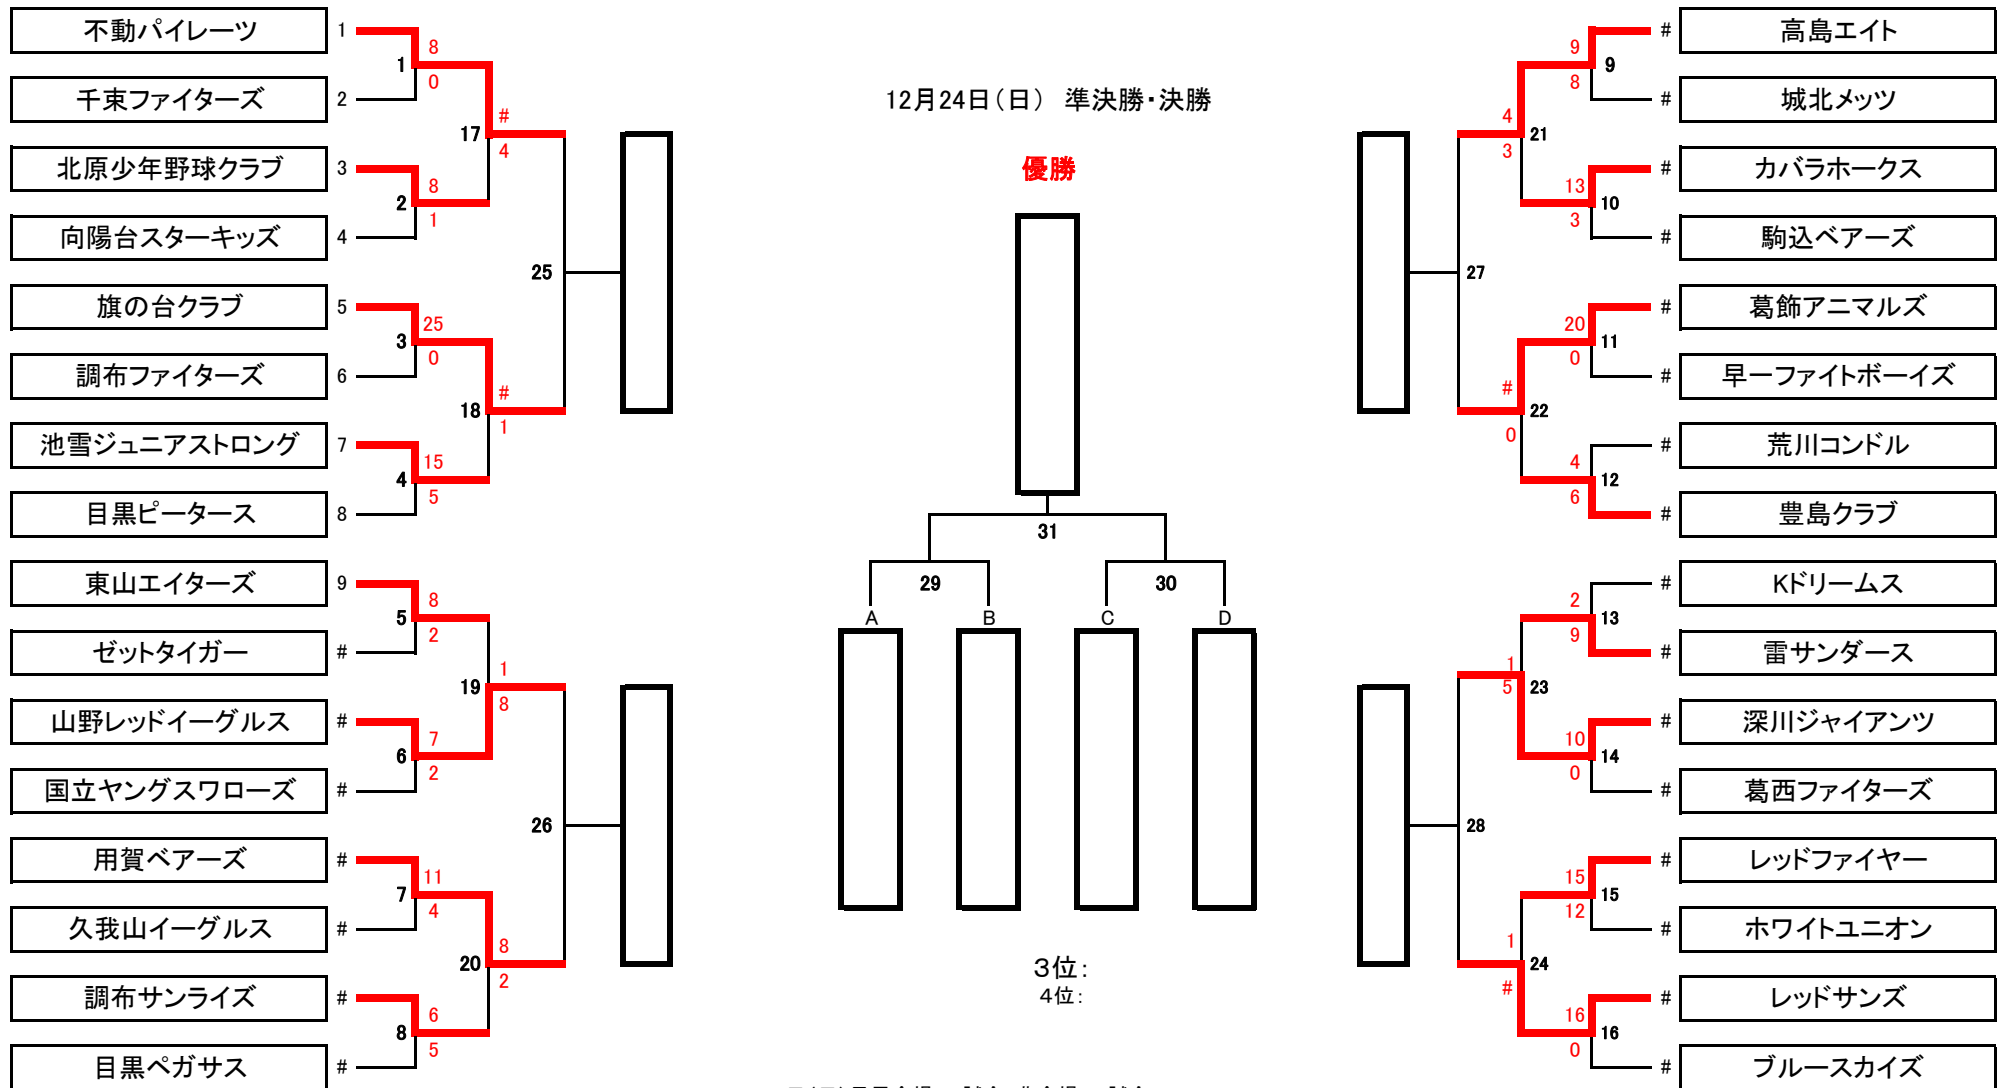 不動パイレーツ 1
8
1
0
千束ファイターズ 2
#
17
4
北原少年野球クラブ 3
8
2
1
向陽台スターキッズ 4
25
旗の台クラブ 5
25
3
0
調布ファイターズ 6
#
18
1
池雪ジュニアストロング 7
15
4
5
目黒ピータース 8
東山エイターズ 9
8
5
2
ゼットタイガー #
1
19
8
山野レッドイーグルス #
7
6
2
国立ヤングスワローズ #
26
用賀ベアーズ #
11
7
4
久我山イーグルス #
8
20
2
調布サンライズ #
6
8
5
目黒ペガサス #
12月24日(日) 準決勝・決勝
優勝
31
29 30
A B C D
3位:
4位:
# 高島エイト
9
9
8
# 城北メッツ
4
21
3
# カバラホークス
13
10
3
# 駒込ベアーズ
27
# 葛飾アニマルズ
20
11
0
# 早一ファイトボーイズ
#
22
0
# 荒川コンドル
4
12
6
# 豊島クラブ
# Kドリームス
2
13
9
# 雷サンダース
1
23
5
# 深川ジャイアンツ
10
14
0
# 葛西ファイターズ
28
# レッドファイヤー
15
15
12
# ホワイトユニオン
1
24
#
# レッドサンズ
16
16
0
# ブルースカイズ